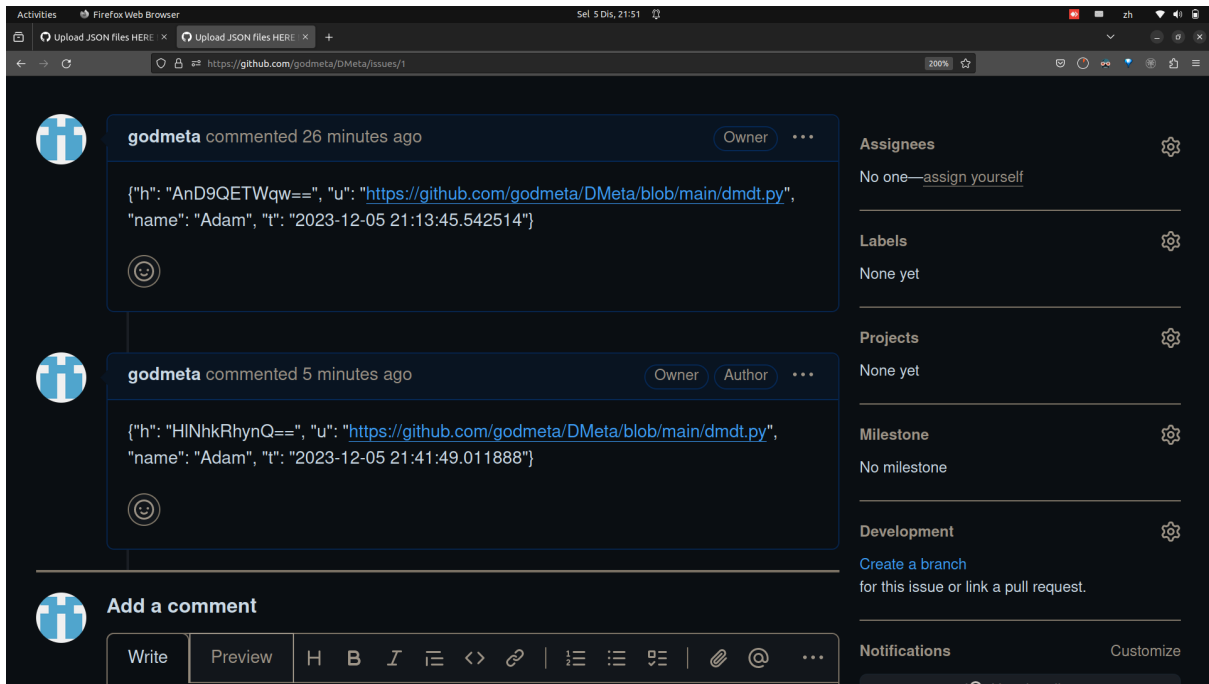 Activities Firefox Web Browser Sel 5 Dis, 21:51 zh
Upload JSON files HERE × Upload JSON files HERE × +
https://github.com/godmeta/DMeta/issues/1 200%
godmeta commented 26 minutes ago Owner ···
{"h": "AnD9QETWqw==", "u": "https://github.com/godmeta/DMeta/blob/main/dmdt.py",
"name": "Adam", "t": "2023-12-05 21:13:45.542514"}
godmeta commented 5 minutes ago Owner Author ···
{"h": "HlNhkRhynQ==", "u": "https://github.com/godmeta/DMeta/blob/main/dmdt.py",
"name": "Adam", "t": "2023-12-05 21:41:49.011888"}
Add a comment
Write Preview H B I <> @ ···
Assignees
No one—assign yourself
Labels
None yet
Projects
None yet
Milestone
No milestone
Development
Create a branch
for this issue or link a pull request.
Notifications Customize